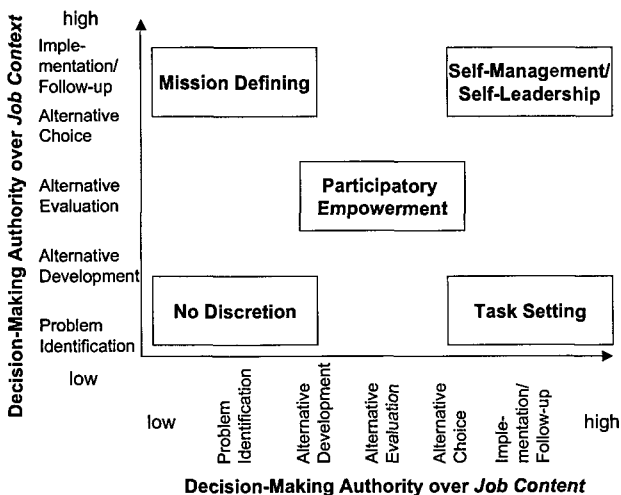 high
Imple-
mentation/
Follow-up
Alternative
Choice
Alternative
Evaluation
Alternative
Development
Problem
Identification
low
Decision-Making Authority over Job Context
Mission Defining
Self-Management/
Self-Leadership
Participatory
Empowerment
No Discretion
Task Setting
low
Problem
Identification
Alternative
Development
Alternative
Evaluation
Alternative
Choice
Imple-
mentation/
Follow-up
high
Decision-Making Authority over Job Content